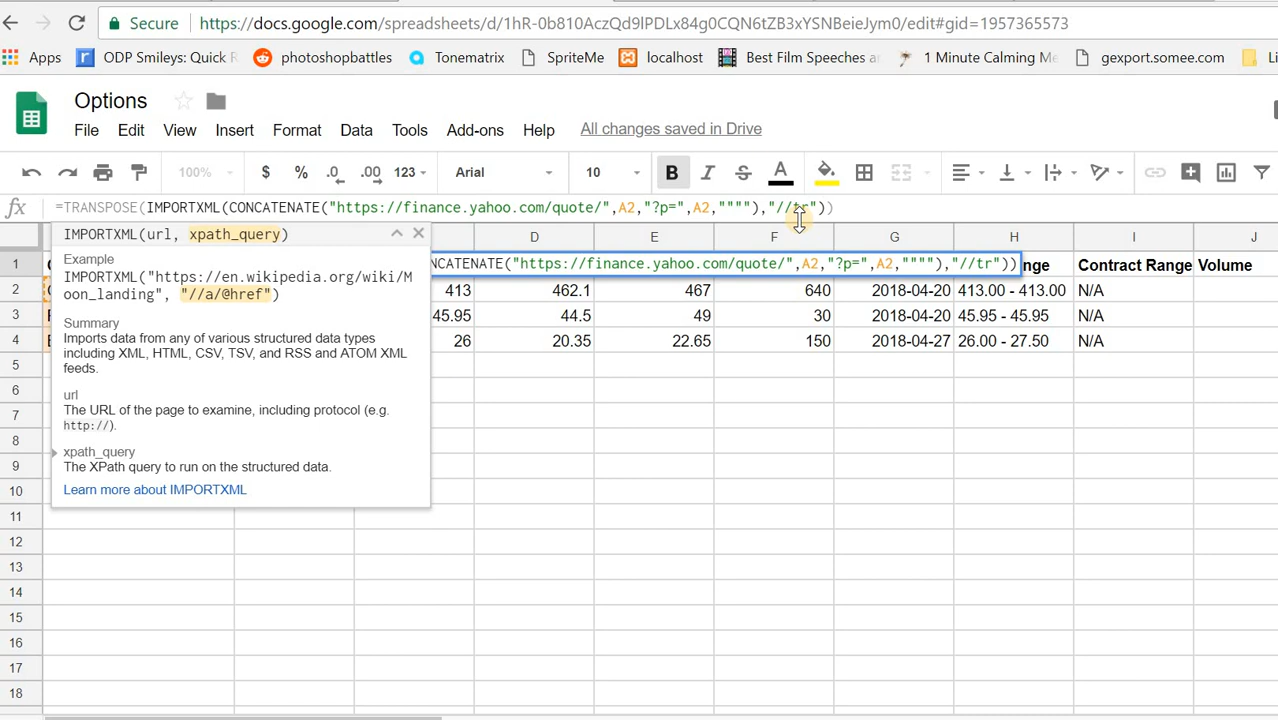 Secure https://docs.google.com/spreadsheets/d/1hR-0b810AczQd9lPDLx84g0CQN6tZB3xYSNBeieJym0/edit#gid=1957365573
Apps ODP Smileys: Quick photoshopbattles Tonematrix SpriteMe localhost Best Film Speeches a 1 Minute Calming Me gexport.somee.com Li
Options
File Edit View Insert Format Data Tools Add-ons Help All changes saved in Drive
100% $ % .0 .00 123 Arial 10 B I S A
fx =TRANSPOSE(IMPORTXML(CONCATENATE("https://finance.yahoo.com/quote/",A2,"?p=",A2,""""),"//tr"))
IMPORTXML(url, xpath_query)
D E F G H I J
Example
IMPORTXML("https://en.wikipedia.org/wiki/M
oon_landing", "//a/@href")
Summary
Imports data from any of various structured data types
including XML, HTML, CSV, TSV, and RSS and ATOM XML
feeds.
url
The URL of the page to examine, including protocol (e.g.
http://).
xpath_query
The XPath query to run on the structured data.
Learn more about IMPORTXML
1 NCATENATE("https://finance.yahoo.com/quote/",A2,"?p=",A2,""""),"//tr")) nge Contract Range Volume
2 413 462.1 467 640 2018-04-20 413.00 - 413.00 N/A
3 45.95 44.5 49 30 2018-04-20 45.95 - 45.95 N/A
4 26 20.35 22.65 150 2018-04-27 26.00 - 27.50 N/A
5
6
7
8
9
10
11
12
13
14
15
16
17
18